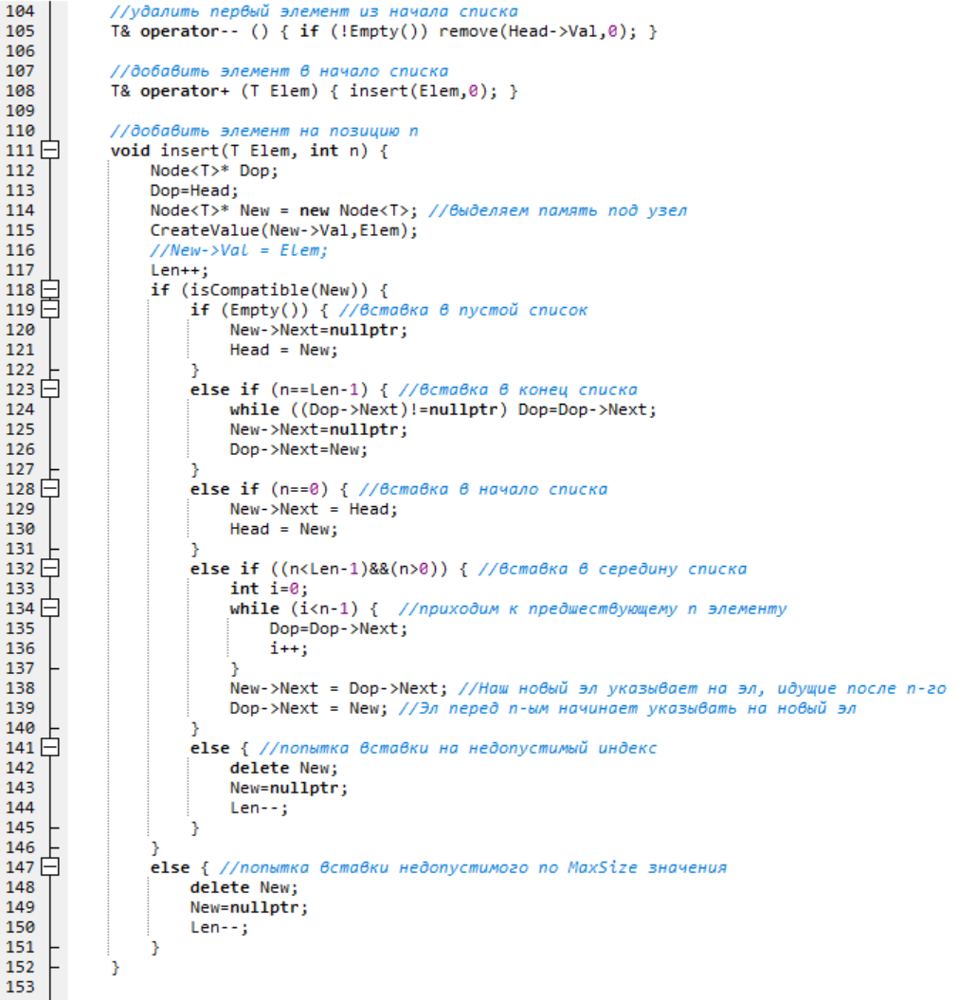 104 //удалить первый элемент из начала списка
105 T& operator-- () { if (!Empty()) remove(Head->Val,0); }
106
107 //добавить элемент в начало списка
108 T& operator+ (T Elem) { insert(Elem,0); }
109
110 //добавить элемент на позицию n
111 void insert(T Elem, int n) {
112 Node<T>* Dop;
113 Dop=Head;
114 Node<T>* New = new Node<T>; //выделяем память под узел
115 CreateValue(New->Val,Elem);
116 //New->Val = Elem;
117 Len++;
118 if (isCompatible(New)) {
119 if (Empty()) { //вставка в пустой список
120 New->Next=nullptr;
121 Head = New;
122 }
123 else if (n==Len-1) { //вставка в конец списка
124 while ((Dop->Next)!=nullptr) Dop=Dop->Next;
125 New->Next=nullptr;
126 Dop->Next=New;
127 }
128 else if (n==0) { //вставка в начало списка
129 New->Next = Head;
130 Head = New;
131 }
132 else if ((n<Len-1)&&(n>0)) { //вставка в середину списка
133 int i=0;
134 while (i<n-1) { //приходим к предшествующему n элементу
135 Dop=Dop->Next;
136 i++;
137 }
138 New->Next = Dop->Next; //Наш новый эл указывает на эл, идущие после n-го
139 Dop->Next = New; //Эл перед n-ым начинает указывать на новый эл
140 }
141 else { //попытка вставки на недопустимый индекс
142 delete New;
143 New=nullptr;
144 Len--;
145 }
146 }
147 else { //попытка вставки недопустимого по MaxSize значения
148 delete New;
149 New=nullptr;
150 Len--;
151 }
152 }
153